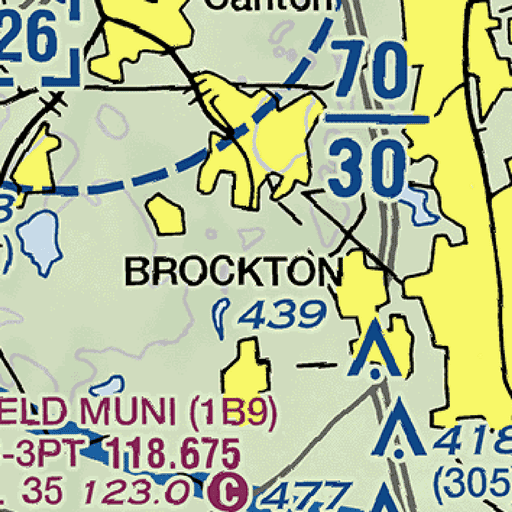 Canton
26
70
30
BROCKTON
439
ELD MUNI (1B9)
-3PT 118.675
. 35 123.0 C
477
418
(305